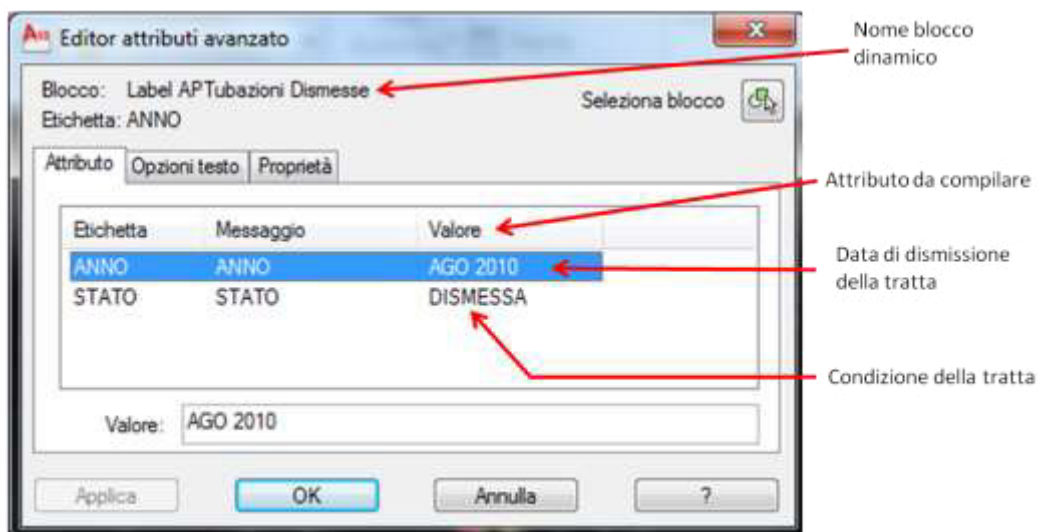 Editor attributi avanzato
Nome blocco
dinamico
Blocco: Label APTubazioni Dismesse
Seleziona blocco
Etichetta: ANNO
Attributo Opzioni testo Proprietà
Attributo da compilare
Etichetta Messaggio Valore
ANNO ANNO AGO 2010
Data di dismissione
della tratta
STATO STATO DISMESSA
Condizione della tratta
Valore: AGO 2010
Applica OK Annulla ?